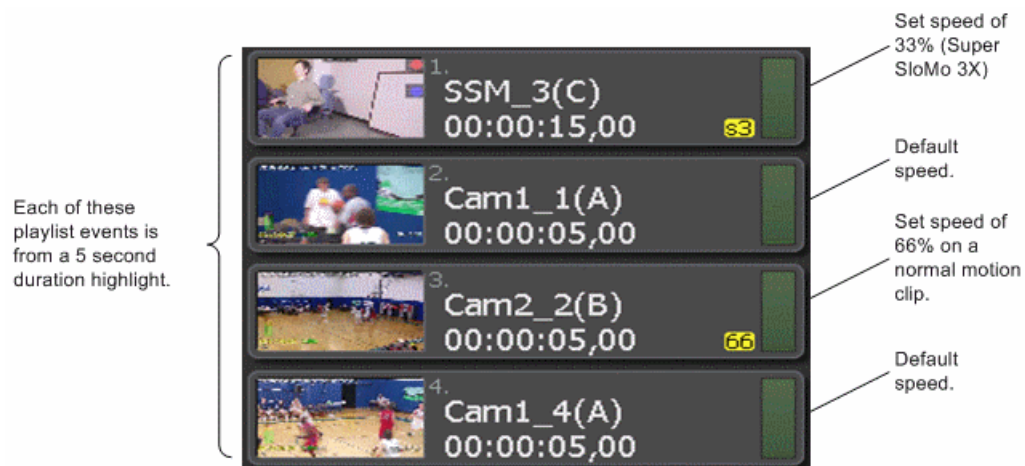 Each of these
playlist events is
from a 5 second
duration highlight.
1.
SSM_3(C)
00:00:15,00
s3
2.
Cam1_1(A)
00:00:05,00
3.
Cam2_2(B)
00:00:05,00
66
4.
Cam1_4(A)
00:00:05,00
Set speed of
33% (Super
SloMo 3X)
Default
speed.
Set speed of
66% on a
normal motion
clip.
Default
speed.